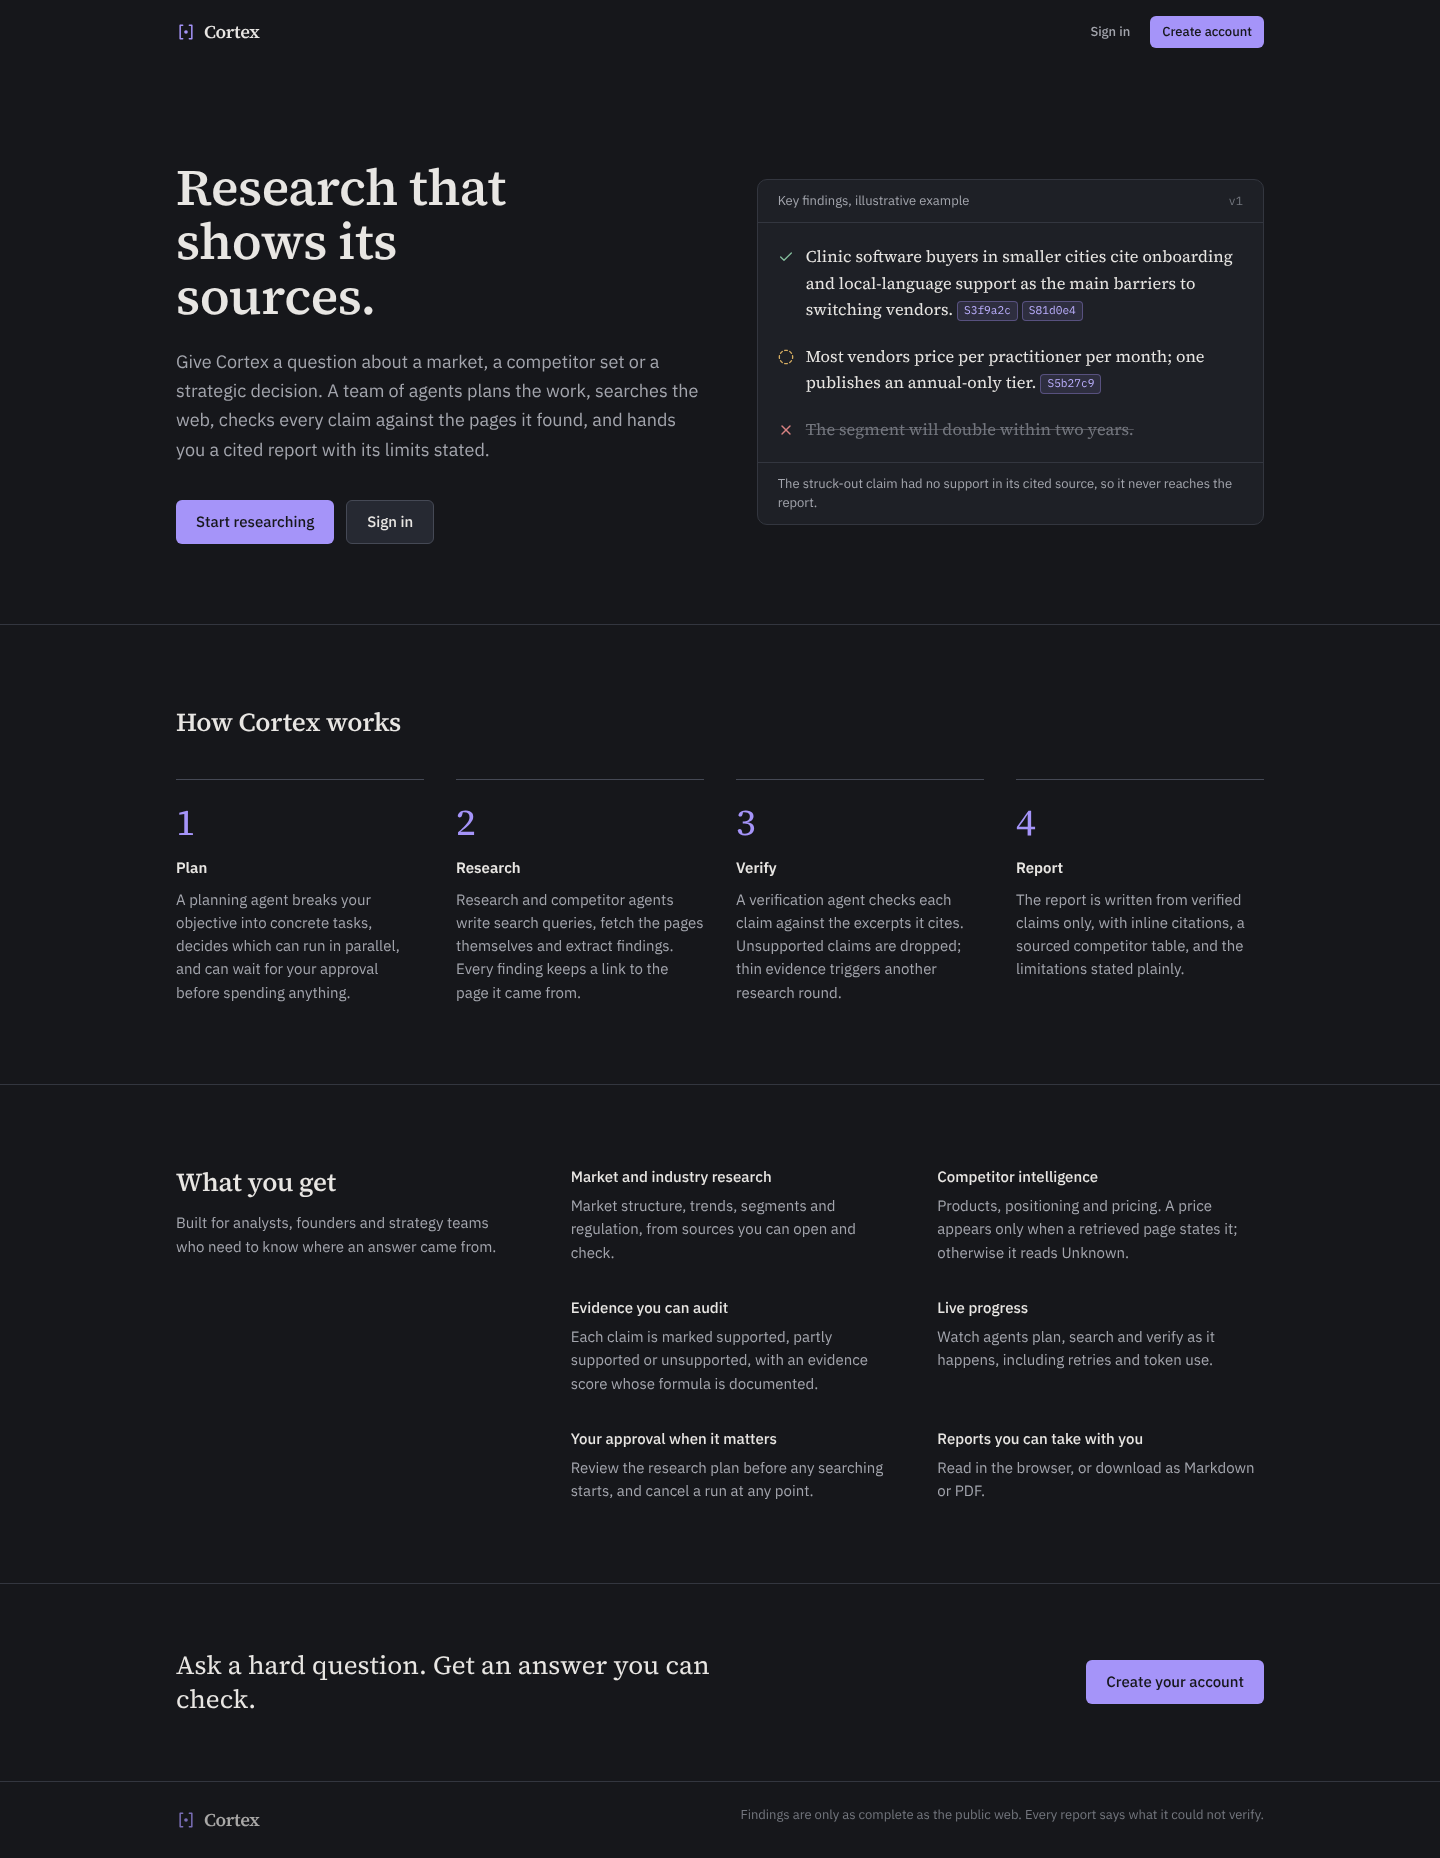 Cortex
Sign in
Create account
Research that
shows its
sources.
Give Cortex a question about a market, a competitor set or a
strategic decision. A team of agents plans the work, searches the
web, checks every claim against the pages it found, and hands
you a cited report with its limits stated.
Start researching
Sign in
Key findings, illustrative example
v1
Clinic software buyers in smaller cities cite onboarding
and local-language support as the main barriers to
switching vendors. S3f9a2c S81d0e4
Most vendors price per practitioner per month; one
publishes an annual-only tier. S5b27c9
The segment will double within two years.
The struck-out claim had no support in its cited source, so it never reaches the
report.
How Cortex works
1
Plan
A planning agent breaks your
objective into concrete tasks,
decides which can run in parallel,
and can wait for your approval
before spending anything.
2
Research
Research and competitor agents
write search queries, fetch the pages
themselves and extract findings.
Every finding keeps a link to the
page it came from.
3
Verify
A verification agent checks each
claim against the excerpts it cites.
Unsupported claims are dropped;
thin evidence triggers another
research round.
4
Report
The report is written from verified
claims only, with inline citations, a
sourced competitor table, and the
limitations stated plainly.
What you get
Built for analysts, founders and strategy teams
who need to know where an answer came from.
Market and industry research
Market structure, trends, segments and
regulation, from sources you can open and
check.
Competitor intelligence
Products, positioning and pricing. A price
appears only when a retrieved page states it;
otherwise it reads Unknown.
Evidence you can audit
Each claim is marked supported, partly
supported or unsupported, with an evidence
score whose formula is documented.
Live progress
Watch agents plan, search and verify as it
happens, including retries and token use.
Your approval when it matters
Review the research plan before any searching
starts, and cancel a run at any point.
Reports you can take with you
Read in the browser, or download as Markdown
or PDF.
Ask a hard question. Get an answer you can
check.
Create your account
Cortex
Findings are only as complete as the public web. Every report says what it could not verify.